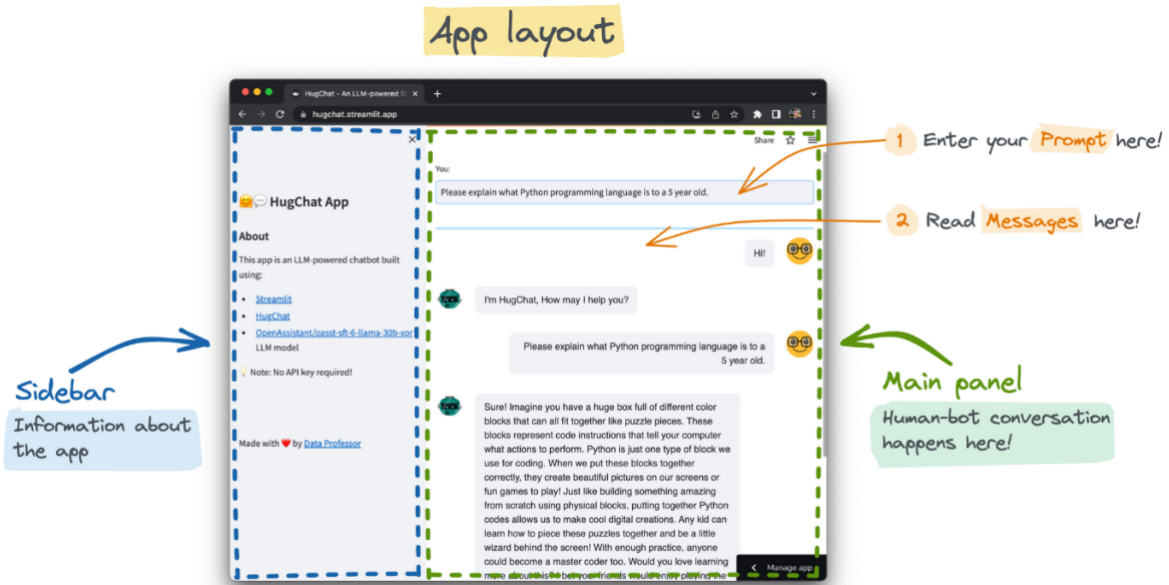 App layout
HugChat - An LLM-powered S
hugchat.streamlit.app
Share
HugChat App
About
This app is an LLM-powered chatbot built
using:
• Streamlit
• HugChat
• OpenAssistant/oasst-sft-6-llama-30b-xor
LLM model
Note: No API key required!
Made with ❤️ by Data Professor
You:
Please explain what Python programming language is to a 5 year old.
Hi!
I'm HugChat, How may I help you?
Please explain what Python programming language is to a
5 year old.
Sure! Imagine you have a huge box full of different color
blocks that can all fit together like puzzle pieces. These
blocks represent code instructions that tell your computer
what actions to perform. Python is just one type of block we
use for coding. When we put these blocks together
correctly, they create beautiful pictures on our screens or
fun games to play! Just like building something amazing
from scratch using physical blocks, putting together Python
codes allows us to make cool digital creations. Any kid can
learn how to piece these puzzles together and be a little
wizard behind the screen! With enough practice, anyone
could become a master coder too. Would you love learning
more about this? I bet your friends would enjoy playing the
Manage app
1 Enter your Prompt here!
2 Read Messages here!
Sidebar
Information about
the app
Main panel
Human-bot conversation
happens here!